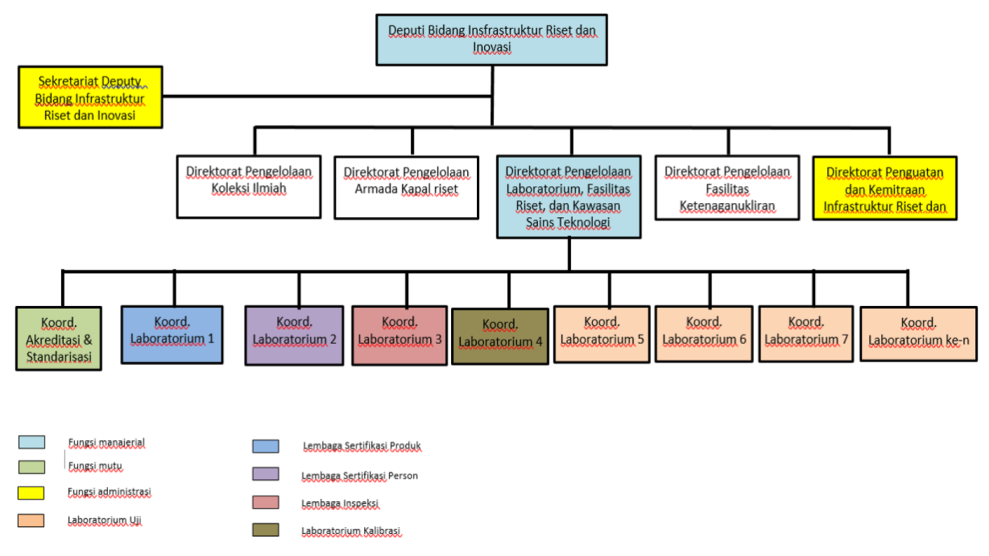 Deputi Bidang Insfrastruktur Riset dan
Inovasi
Sekretariat Deputy
Bidang Infrastruktur
Riset dan Inovasi
Direktorat Pengelolaan
Koleksi Ilmiah
Direktorat Pengelolaan
Armada Kapal riset
Direktorat Pengelolaan
Laboratorium, Fasilitas
Riset, dan Kawasan
Sains Teknologi
Direktorat Pengelolaan
Fasilitas
Ketenaganukliran
Direktorat Penguatan
dan Kemitraan
Infrastruktur Riset dan
Koord.
Akreditasi &
Standarisasi
Koord.
Laboratorium 1
Koord.
Laboratorium 2
Koord.
Laboratorium 3
Koord.
Laboratorium 4
Koord.
Laboratorium 5
Koord.
Laboratorium 6
Koord.
Laboratorium 7
Koord.
Laboratorium ke-n
Fungsi manajerial
Fungsi mutu
Fungsi administrasi
Laboratorium Uji
Lembaga Sertifikasi Produk
Lembaga Sertifikasi Person
Lembaga Inspeksi
Laboratorium Kalibrasi